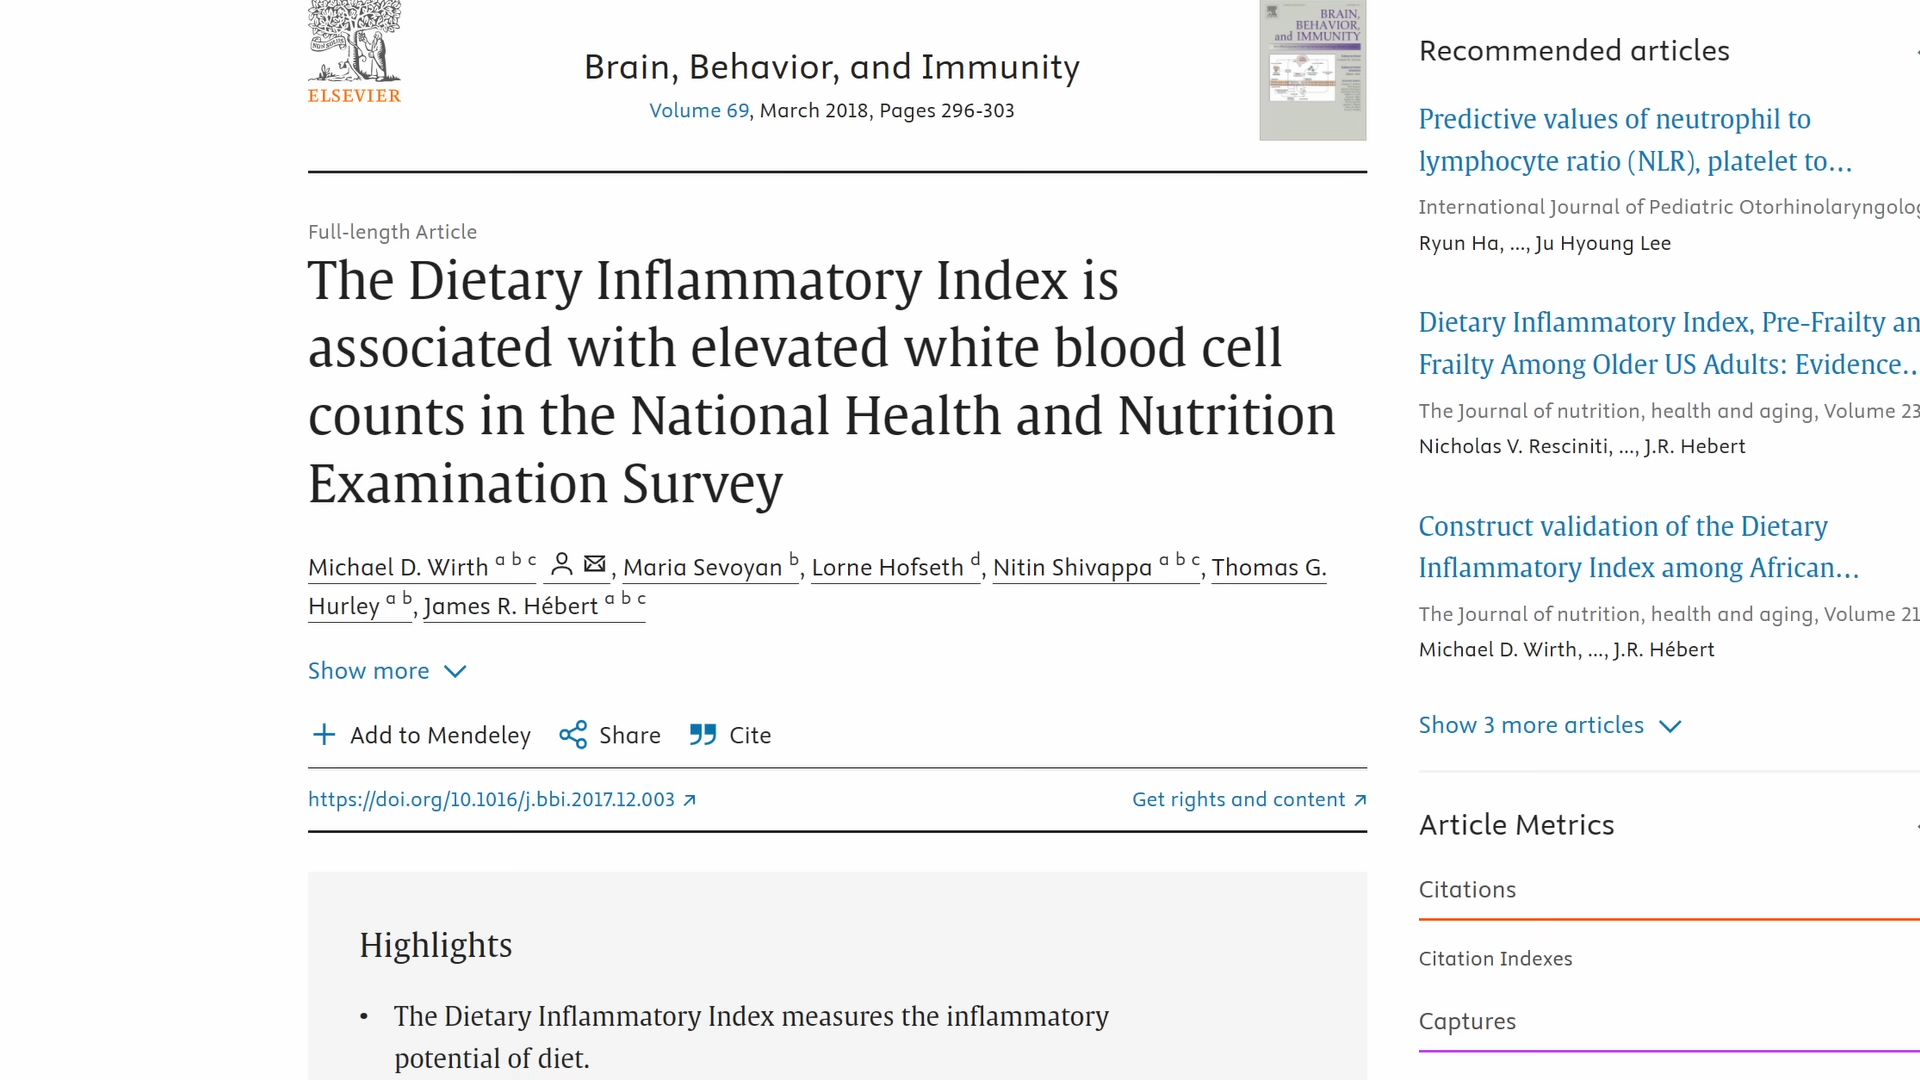 ELSEVIER
Brain, Behavior, and Immunity
Volume 69, March 2018, Pages 296-303
BRAIN,
BEHAVIOR,
and IMMUNITY
Full-length Article
The Dietary Inflammatory Index is
associated with elevated white blood cell
counts in the National Health and Nutrition
Examination Survey
Michael D. Wirth a b c, Maria Sevoyan b, Lorne Hofseth d, Nitin Shivappa a b c, Thomas G.
Hurley a b, James R. Hébert a b c
Show more
Add to Mendeley Share Cite
https://doi.org/10.1016/j.bbi.2017.12.003 Get rights and content
Highlights
• The Dietary Inflammatory Index measures the inflammatory
potential of diet.
Recommended articles
Predictive values of neutrophil to
lymphocyte ratio (NLR), platelet to…
International Journal of Pediatric Otorhinolaryngolog
Ryun Ha, …, Ju Hyoung Lee
Dietary Inflammatory Index, Pre-Frailty an
Frailty Among Older US Adults: Evidence…
The Journal of nutrition, health and aging, Volume 23
Nicholas V. Resciniti, …, J.R. Hebert
Construct validation of the Dietary
Inflammatory Index among African…
The Journal of nutrition, health and aging, Volume 21
Michael D. Wirth, …, J.R. Hébert
Show 3 more articles
Article Metrics
Citations
Citation Indexes
Captures